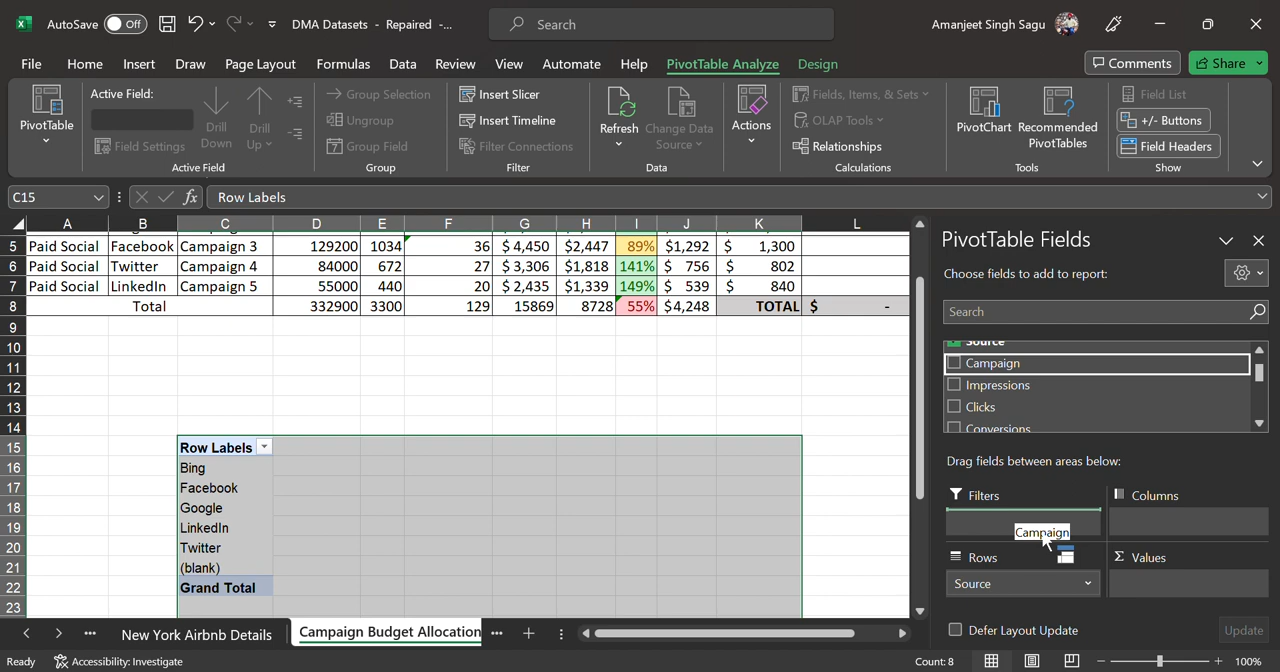 AutoSave Off DMA Datasets - Repaired -... Search Amanjeet Singh Sagu
File Home Insert Draw Page Layout Formulas Data Review View Automate Help PivotTable Analyze Design Comments Share
PivotTable
Active Field:
Field Settings
Drill Down
Drill Up
Active Field
Group Selection
Ungroup
Group Field
Group
Insert Slicer
Insert Timeline
Filter Connections
Filter
Refresh
Change Data Source
Data
Actions
Fields, Items, & Sets
OLAP Tools
Relationships
Calculations
PivotChart
Recommended PivotTables
Tools
Field List
+/- Buttons
Field Headers
Show
C15 fx Row Labels
A B C D E F G H I J K L
5 Paid Social Facebook Campaign 3 129200 1034 36 $ 4,450 $2,447 89% $1,292 $ 1,300
6 Paid Social Twitter Campaign 4 84000 672 27 $ 3,306 $1,818 141% $ 756 $ 802
7 Paid Social LinkedIn Campaign 5 55000 440 20 $ 2,435 $1,339 149% $ 539 $ 840
8 Total 332900 3300 129 15869 8728 55% $4,248 TOTAL $ -
9
10
11
12
13
14
15 Row Labels
16 Bing
17 Facebook
18 Google
19 LinkedIn
20 Twitter
21 (blank)
22 Grand Total
23
PivotTable Fields
Choose fields to add to report:
Search
Source
Campaign
Impressions
Clicks
Conversions
Drag fields between areas below:
Filters Columns
Campaign
Rows Σ Values
Source
Defer Layout Update Update
... New York Airbnb Details Campaign Budget Allocation ... +
Ready Accessibility: Investigate Count: 8 - + 100%